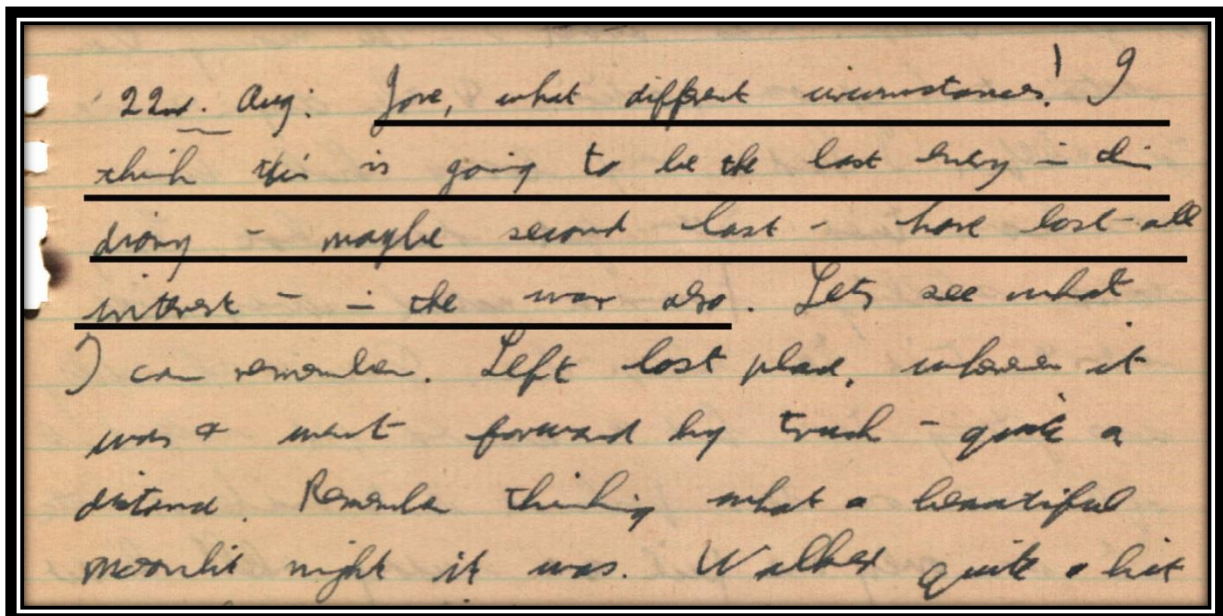 22nd. Aug: Jove, what different circumstances! I
think this is going to be the last entry in this
diary - maybe second last - have lost all
interest - in the war also. Lets see what
I can remember. Left last place, wherever it
was & went forward by truck - quite a
distance. Remember thinking what a beautiful
moonlit night it was. Walked quite a bit